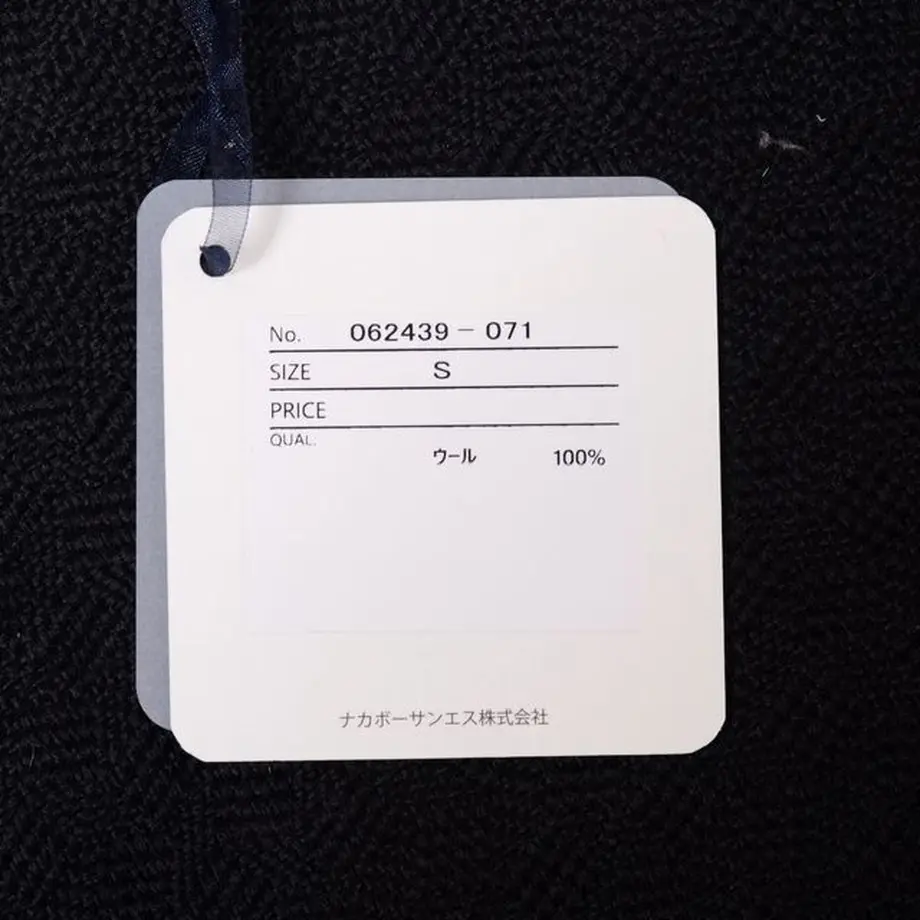 No. 062439 - 071
SIZE S
PRICE
QUAL.
ウール 100%
ナカボーサンエス株式会社